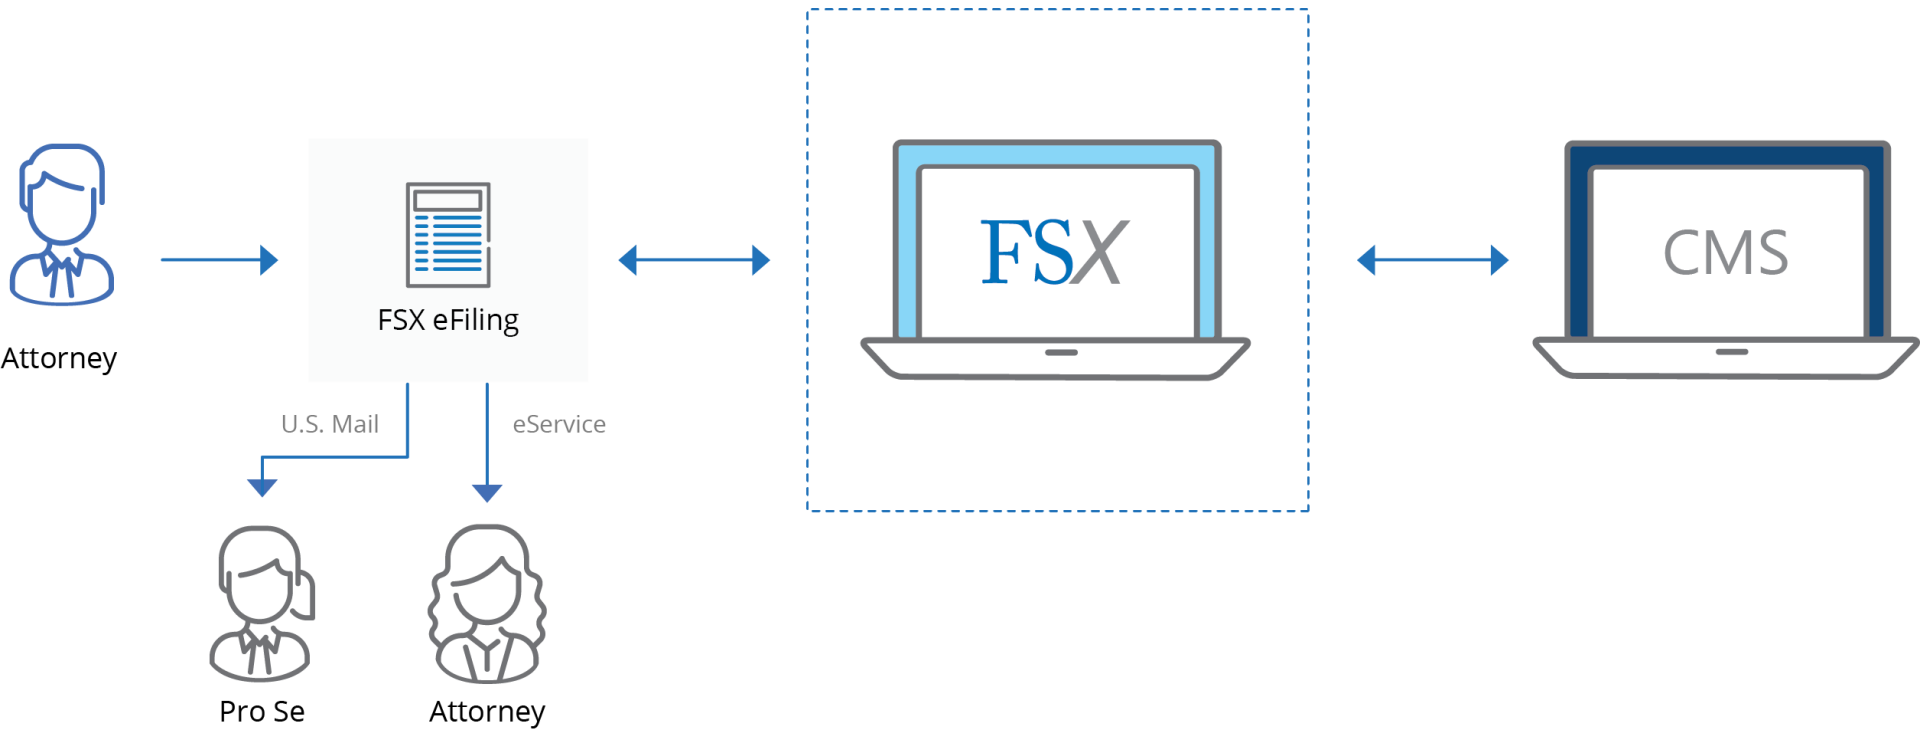 FSX
CMS
FSX eFiling
Attorney
U.S. Mail
eService
Pro Se
Attorney